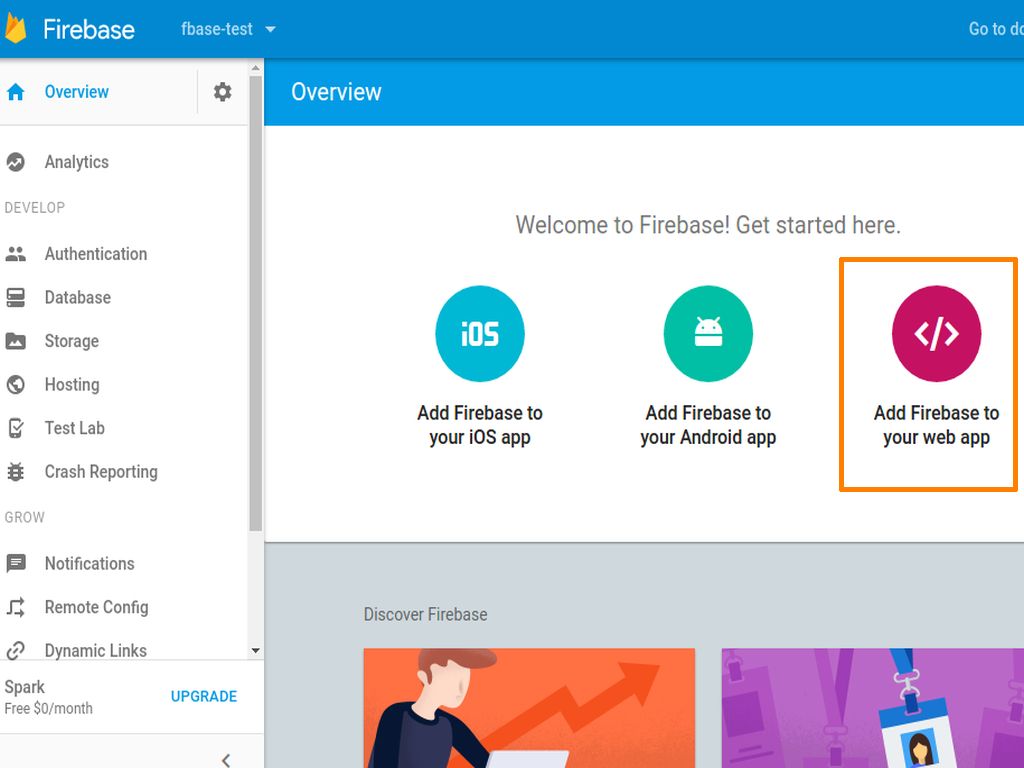 Firebase
fbase-test
Go to do
Overview
Overview
Analytics
DEVELOP
Authentication
Database
Storage
Hosting
Test Lab
Crash Reporting
GROW
Notifications
Remote Config
Dynamic Links
Spark
Free $0/month
UPGRADE
Welcome to Firebase! Get started here.
iOS
Add Firebase to
your iOS app
Add Firebase to
your Android app
</>
Add Firebase to
your web app
Discover Firebase